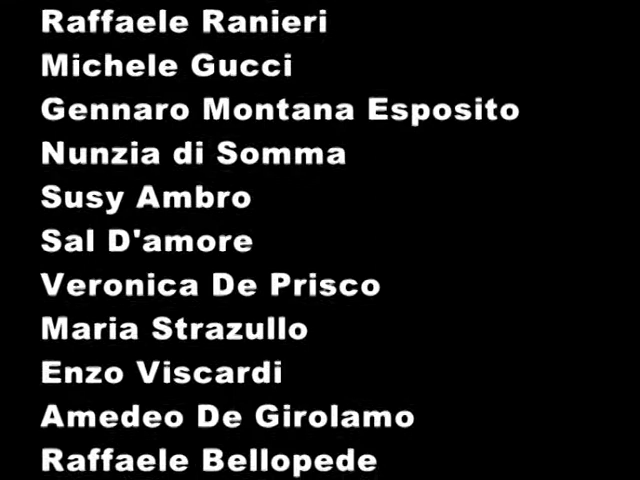 Raffaele Ranieri
Michele Gucci
Gennaro Montana Esposito
Nunzia di Somma
Susy Ambro
Sal D'amore
Veronica De Prisco
Maria Strazullo
Enzo Viscardi
Amedeo De Girolamo
Raffaele Bellopede